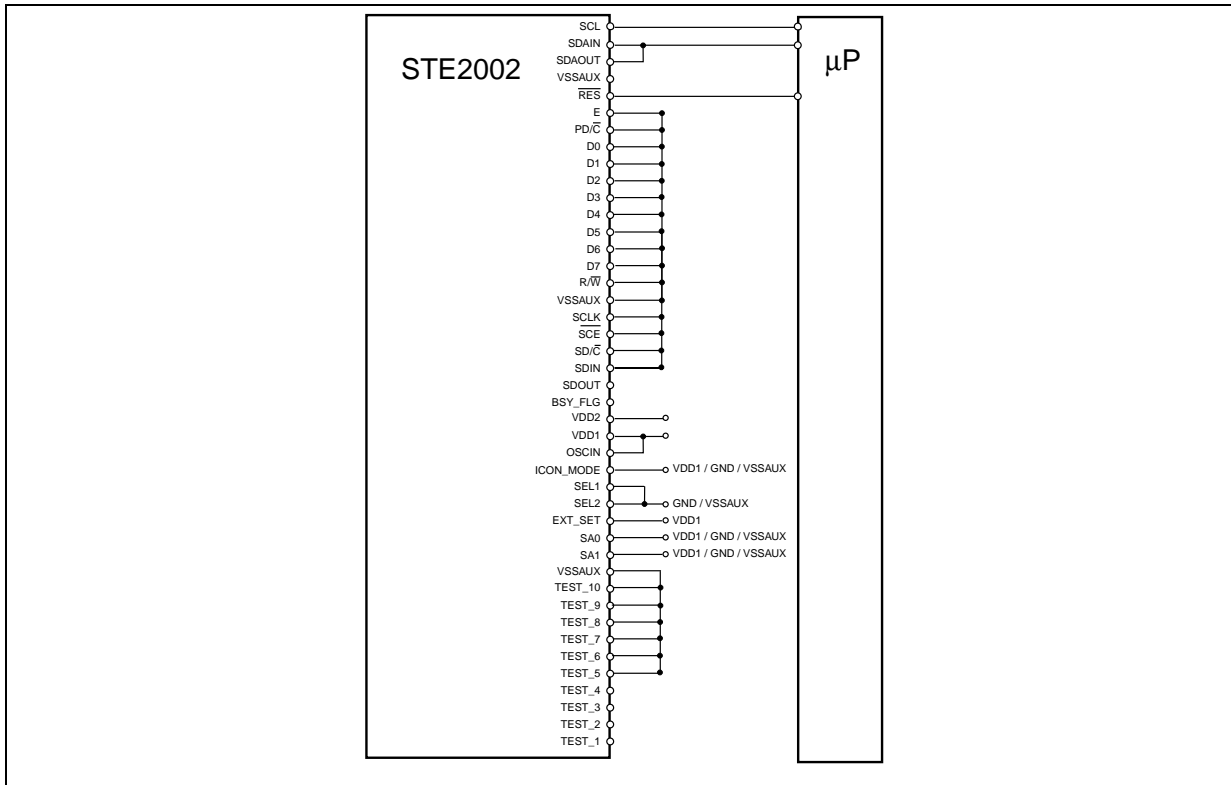 STE2002
μP
SCL
SDAIN
SDAOUT
VSSAUX
R̅E̅S̅
E
PD/C̅
D0
D1
D2
D3
D4
D5
D6
D7
R/W̅
VSSAUX
SCLK
S̅C̅E̅
SD/C̅
SDIN
SDOUT
BSY_FLG
VDD2
VDD1
OSCIN
ICON_MODE VDD1 / GND / VSSAUX
SEL1
SEL2 GND / VSSAUX
EXT_SET VDD1
SA0 VDD1 / GND / VSSAUX
SA1 VDD1 / GND / VSSAUX
VSSAUX
TEST_10
TEST_9
TEST_8
TEST_7
TEST_6
TEST_5
TEST_4
TEST_3
TEST_2
TEST_1